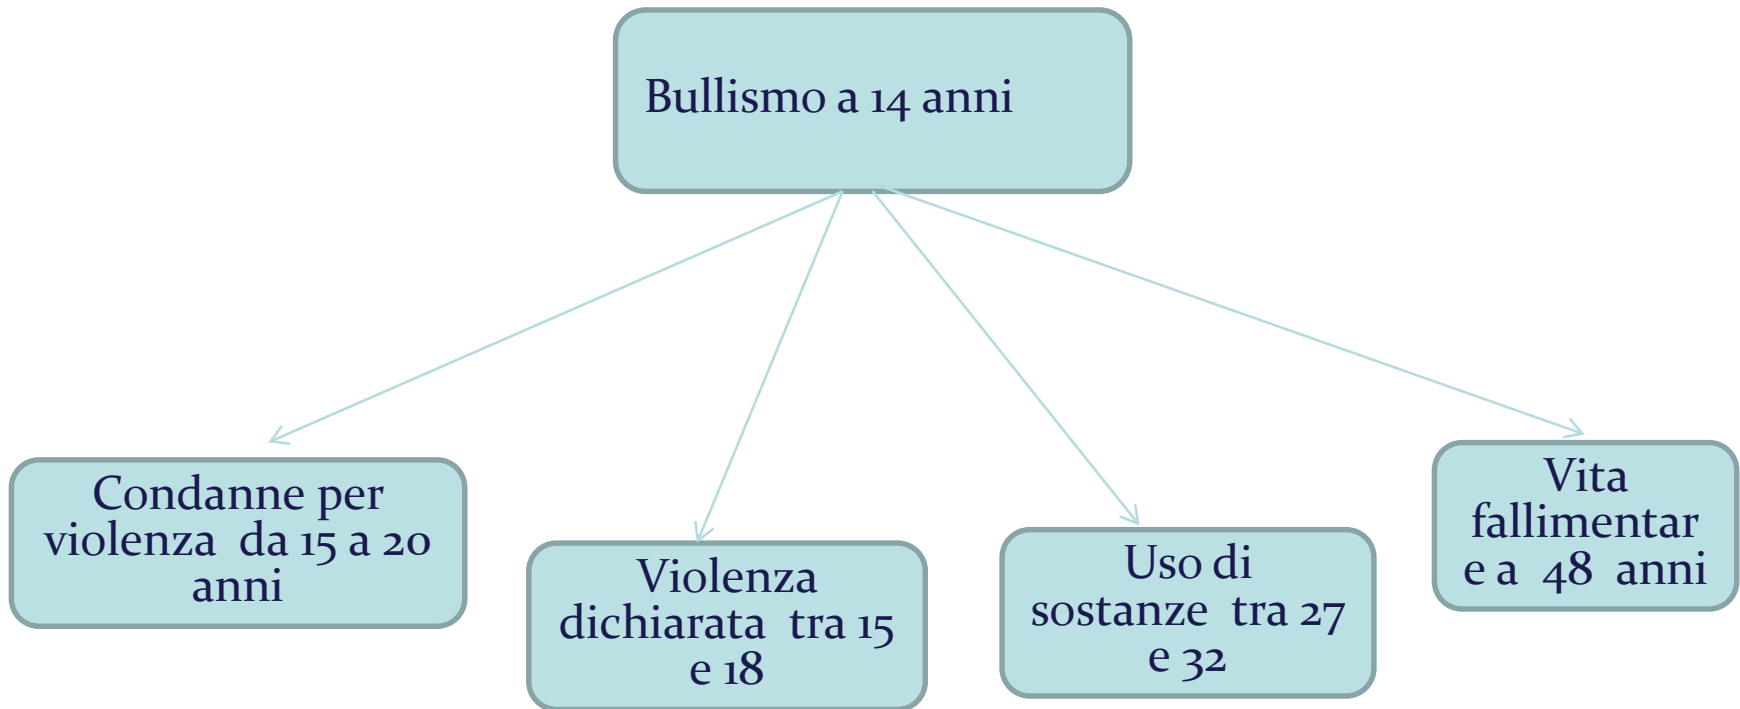 Bullismo a 14 anni
Condanne per
violenza da 15 a 20
anni
Violenza
dichiarata tra 15
e 18
Uso di
sostanze tra 27
e 32
Vita
fallimentar
e a 48 anni